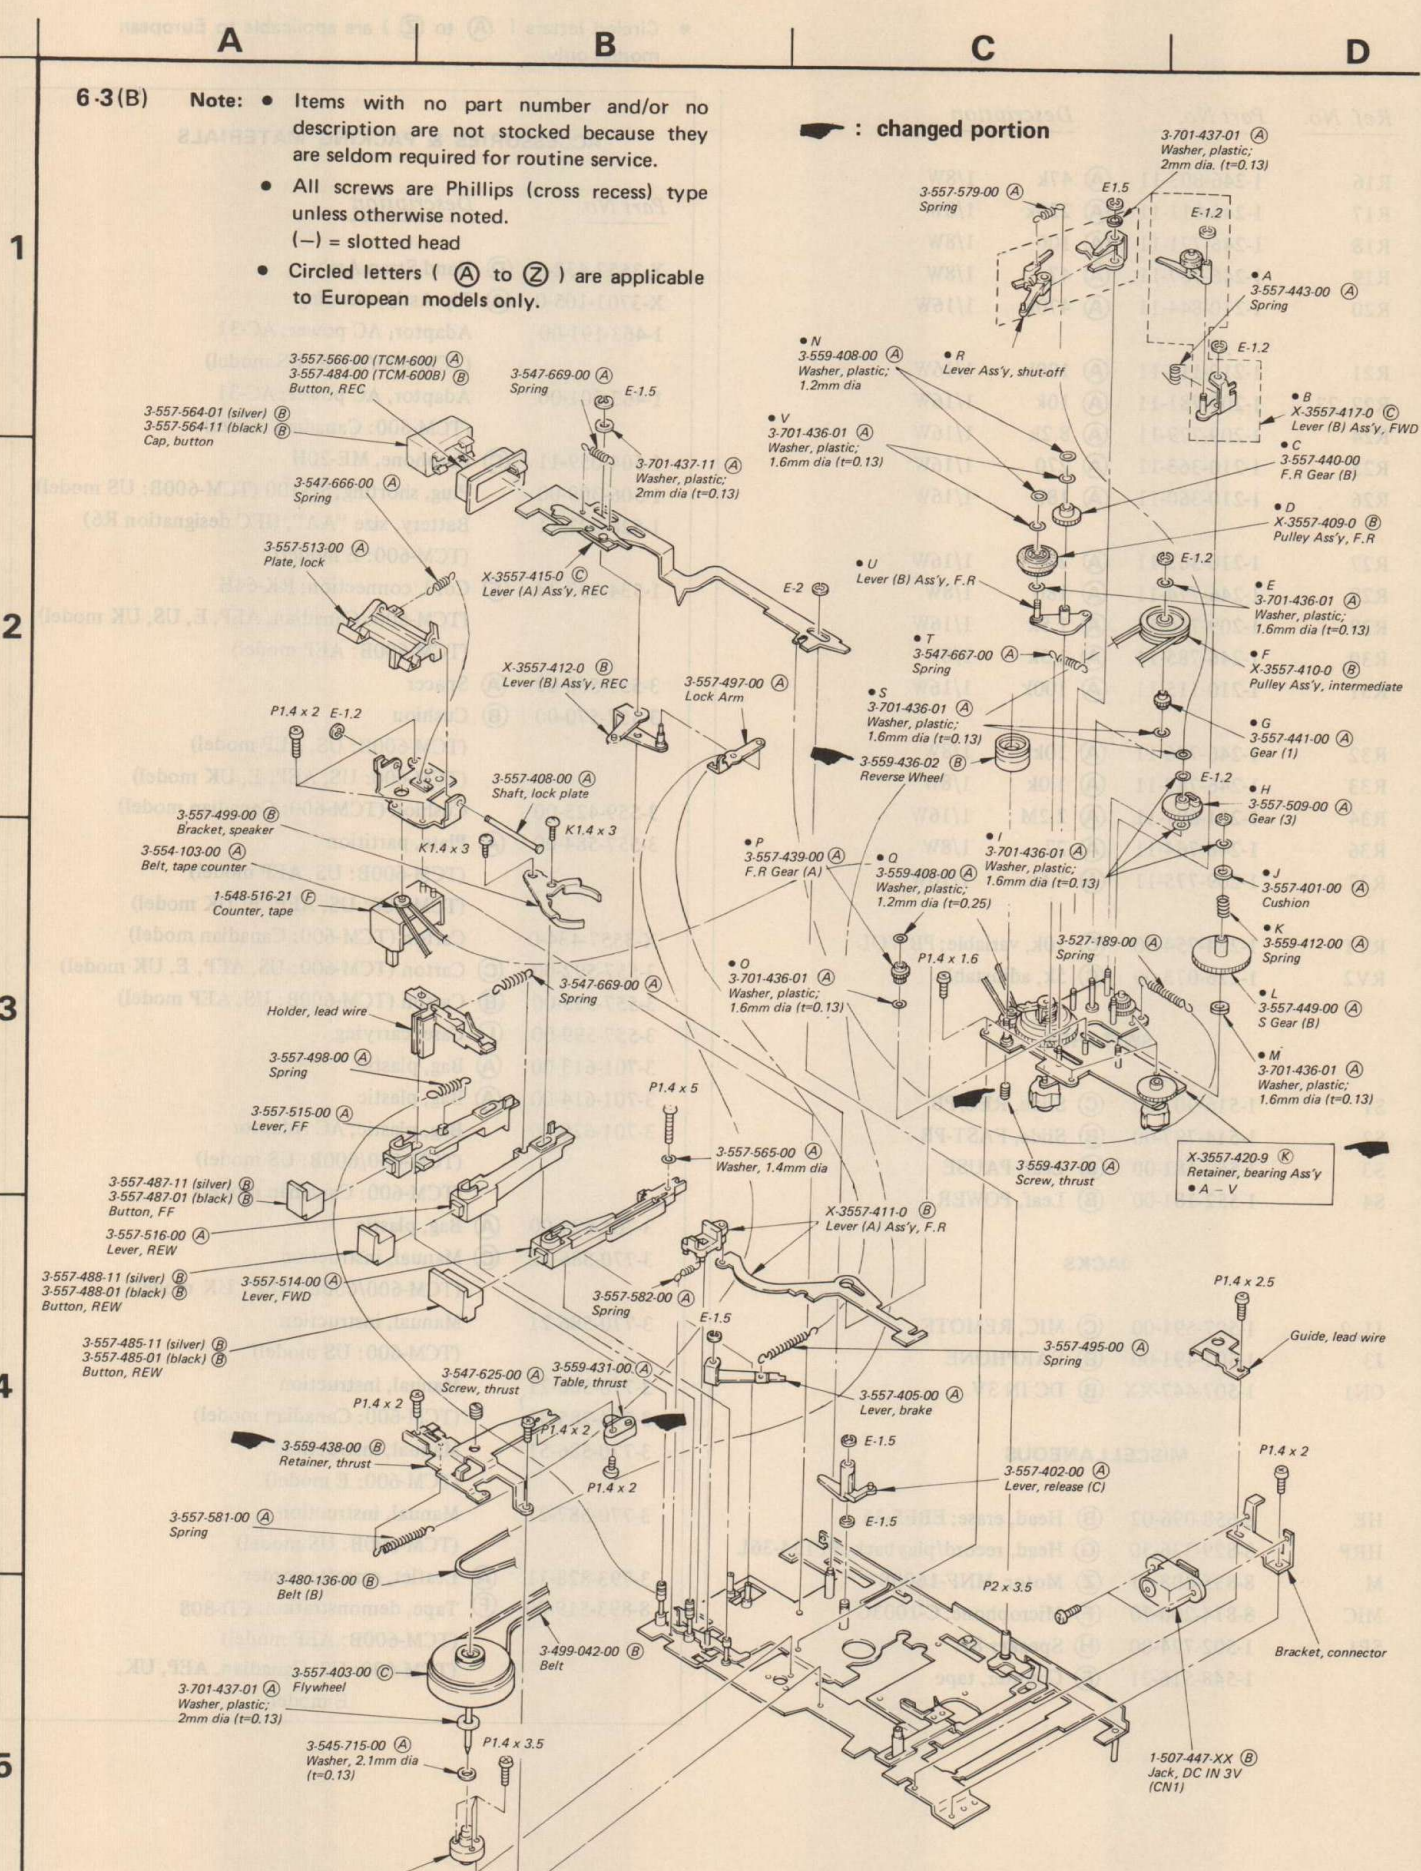 A
B
C
D
6-3(B)
Note: ● Items with no part number and/or no
description are not stocked because they
are seldom required for routine service.
● All screws are Phillips (cross recess) type
unless otherwise noted.
(−) = slotted head
● Circled letters ( Ⓐ to Ⓩ ) are applicable
to European models only.
: changed portion
1
2
3
4
5
3-701-437-01 Ⓐ
Washer, plastic;
2mm dia. (t=0.13)
3-557-579-00 Ⓐ
Spring
E1.5
E-1.2
● A
3-557-443-00 Ⓐ
Spring
E-1.2
● N
3-559-408-00 Ⓐ
Washer, plastic;
1.2mm dia
● R
Lever Ass'y, shut-off
● B
X-3557-417-0 Ⓒ
Lever (B) Ass'y, FWD
3-557-566-00 (TCM-600) Ⓐ
3-557-484-00 (TCM-600B) Ⓑ
Button, REC
3-547-669-00 Ⓐ
Spring
E-1.5
3-557-564-01 (silver) Ⓑ
3-557-564-11 (black) Ⓑ
Cap, button
● V
3-701-436-01 Ⓐ
Washer, plastic;
1.6mm dia (t=0.13)
● C
3-557-440-00
F.R Gear (B)
3-701-437-11 Ⓐ
Washer, plastic;
2mm dia (t=0.13)
3-547-666-00 Ⓐ
Spring
● D
X-3557-409-0 Ⓑ
Pulley Ass'y, F.R
3-557-513-00 Ⓐ
Plate, lock
X-3557-415-0 Ⓒ
Lever (A) Ass'y, REC
E-2
● U
Lever (B) Ass'y, F.R
E-1.2
● E
3-701-436-01 Ⓐ
Washer, plastic;
1.6mm dia (t=0.13)
● T
3-547-667-00 Ⓐ
Spring
● F
X-3557-410-0 Ⓑ
Pulley Ass'y, intermediate
X-3557-412-0 Ⓑ
Lever (B) Ass'y, REC
3-557-497-00 Ⓐ
Lock Arm
● S
3-701-436-01 Ⓐ
Washer, plastic;
1.6mm dia (t=0.13)
P1.4 x 2
E-1.2
● G
3-557-441-00 Ⓐ
Gear (1)
3-559-436-02 Ⓑ
Reverse Wheel
E-1.2
● H
3-557-509-00 Ⓐ
Gear (3)
3-557-408-00 Ⓐ
Shaft, lock plate
3-557-499-00 Ⓑ
Bracket, speaker
K1.4 x 3
K1.4 x 3
● P
3-557-439-00 Ⓐ
F.R Gear (A)
● Q
3-559-408-00 Ⓐ
Washer, plastic;
1.2mm dia (t=0.25)
● I
3-701-436-01 Ⓐ
Washer, plastic;
1.6mm dia (t=0.13)
● J
3-557-401-00 Ⓐ
Cushion
3-554-103-00 Ⓐ
Belt, tape counter
1-548-516-21 Ⓕ
Counter, tape
● K
3-559-412-00 Ⓐ
Spring
3-527-189-00 Ⓐ
Spring
P1.4 x 1.6
● O
3-701-436-01 Ⓐ
Washer, plastic;
1.6mm dia (t=0.13)
3-547-669-00 Ⓐ
Spring
● L
3-557-449-00 Ⓐ
S Gear (B)
Holder, lead wire
3-557-498-00 Ⓐ
Spring
● M
3-701-436-01 Ⓐ
Washer, plastic;
1.6mm dia (t=0.13)
P1.4 x 5
3-557-515-00 Ⓐ
Lever, FF
3-557-565-00 Ⓐ
Washer, 1.4mm dia
3-559-437-00 Ⓐ
Screw, thrust
X-3557-420-9 Ⓚ
Retainer, bearing Ass'y
● A – V
3-557-487-11 (silver) Ⓑ
3-557-487-01 (black) Ⓑ
Button, FF
X-3557-411-0 Ⓑ
Lever (A) Ass'y, F.R
3-557-516-00 Ⓐ
Lever, REW
3-557-488-11 (silver) Ⓑ
3-557-488-01 (black) Ⓑ
Button, REW
3-557-514-00 Ⓐ
Lever, FWD
3-557-582-00 Ⓐ
Spring
P1.4 x 2.5
E-1.5
Guide, lead wire
3-557-485-11 (silver) Ⓑ
3-557-485-01 (black) Ⓑ
Button, REW
3-557-495-00 Ⓐ
Spring
3-547-625-00 Ⓐ
Screw, thrust
3-559-431-00 Ⓐ
Table, thrust
3-557-405-00 Ⓐ
Lever, brake
P1.4 x 2
P1.4 x 2
3-559-438-00 Ⓑ
Retainer, thrust
E-1.5
P1.4 x 2
P1.4 x 2
3-557-402-00 Ⓐ
Lever, release (C)
3-557-581-00 Ⓐ
Spring
E-1.5
3-480-136-00 Ⓑ
Belt (B)
P2 x 3.5
3-499-042-00 Ⓑ
Belt
Bracket, connector
3-557-403-00 Ⓒ
Flywheel
3-701-437-01 Ⓐ
Washer, plastic;
2mm dia (t=0.13)
3-545-715-00 Ⓐ
Washer, 2.1mm dia
(t=0.13)
P1.4 x 3.5
1-507-447-XX Ⓑ
Jack, DC IN 3V
(CN1)